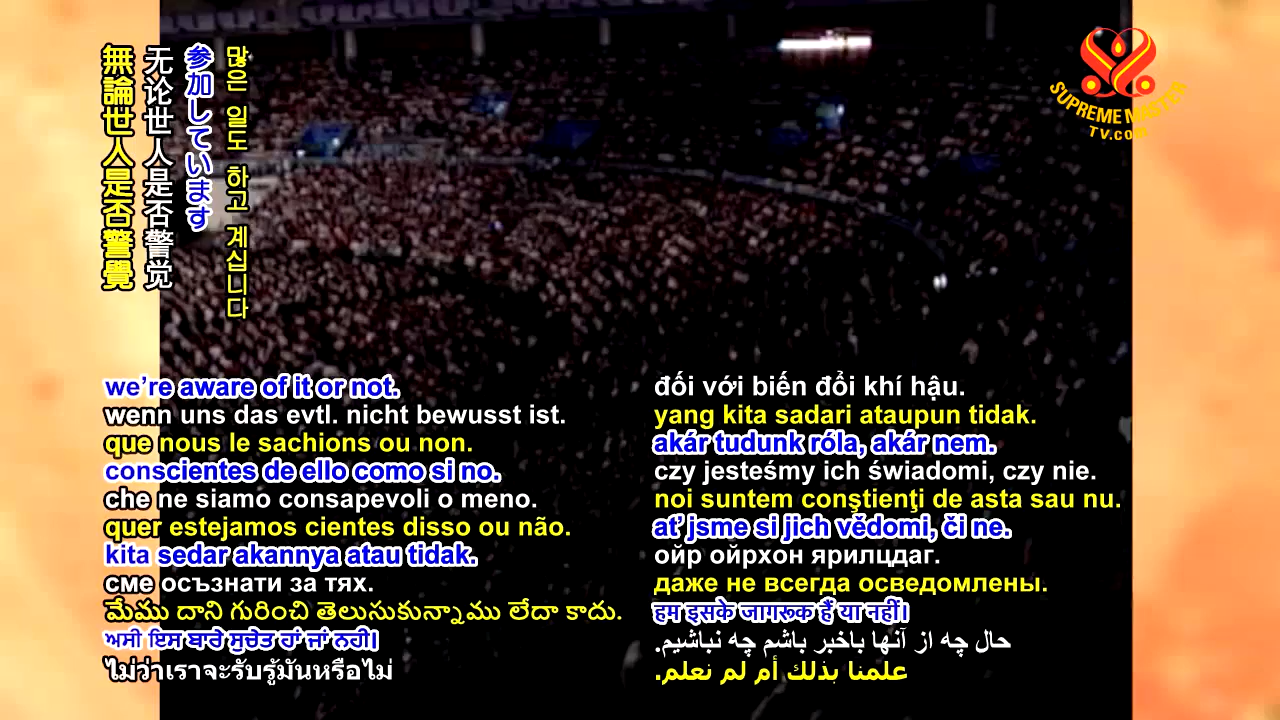 無論世人是否警覺
无论世人是否警觉
参加しています
많은 일도 하고 계십니다
SUPREME MASTER
TV.com
we're aware of it or not.
wenn uns das evtl. nicht bewusst ist.
que nous le sachions ou non.
conscientes de ello como si no.
che ne siamo consapevoli o meno.
quer estejamos cientes disso ou não.
kita sedar akannya atau tidak.
сме осъзнати за тях.
మేము దాని గురించి తెలుసుకున్నాము లేదా కాదు.
ਅਸੀ ਇਸ ਬਾਰੇ ਸੁਚੇਤ ਹਾਂ ਜਾਂ ਨਹੀ।
ไม่ว่าเราจะรับรู้มันหรือไม่
đối với biến đổi khí hậu.
yang kita sadari ataupun tidak.
akár tudunk róla, akár nem.
czy jesteśmy ich świadomi, czy nie.
noi suntem conştienţi de asta sau nu.
ať jsme si jich vědomi, či ne.
ойр ойрхон ярилцдаг.
даже не всегда осведомлены.
हम इसके जागरूक हैं या नहीं।
حال چه از آنها باخبر باشم چه نباشیم.
علمنا بذلك أم لم نعلم.